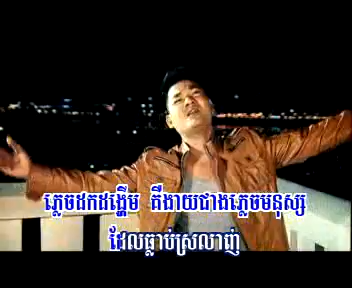 ភ្លេចដកដង្ហើម គឺងាយជាងភ្លេចមនុស្ស
ដែលធ្លាប់ស្រលាញ់